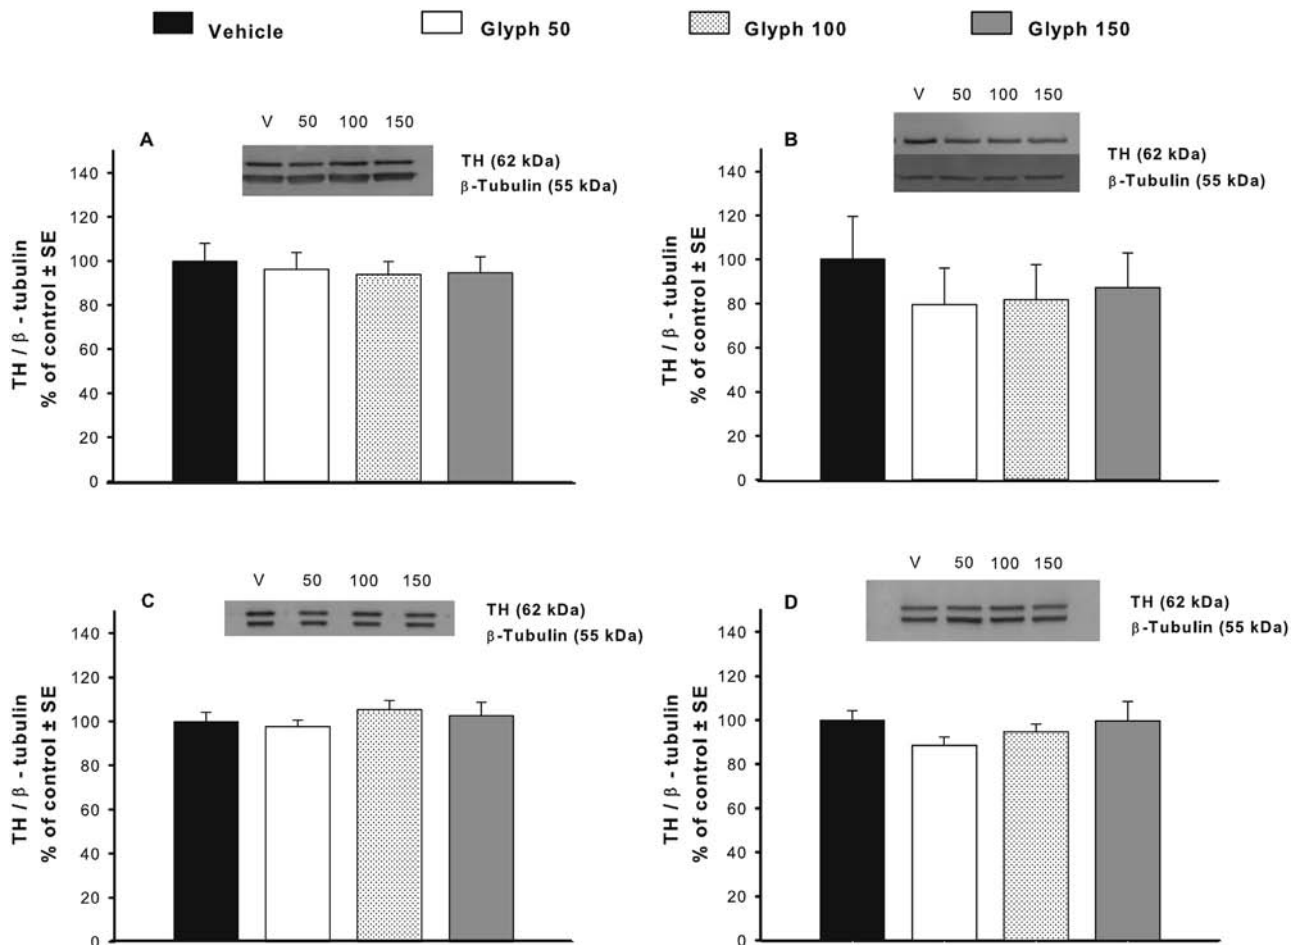 Vehicle
Glyph 50
Glyph 100
Glyph 150
A
V 50 100 150
TH (62 kDa)
β-Tubulin (55 kDa)
TH / β - tubulin
% of control ± SE
140
120
100
80
60
40
20
0
B
V 50 100 150
TH (62 kDa)
β-Tubulin (55 kDa)
TH / β - tubulin
% of control ± SE
140
120
100
80
60
40
20
0
C
V 50 100 150
TH (62 kDa)
β-Tubulin (55 kDa)
TH / β - tubulin
% of control ± SE
140
120
100
80
60
40
20
0
D
V 50 100 150
TH (62 kDa)
β-Tubulin (55 kDa)
TH / β - tubulin
% of control ± SE
140
120
100
80
60
40
20
0